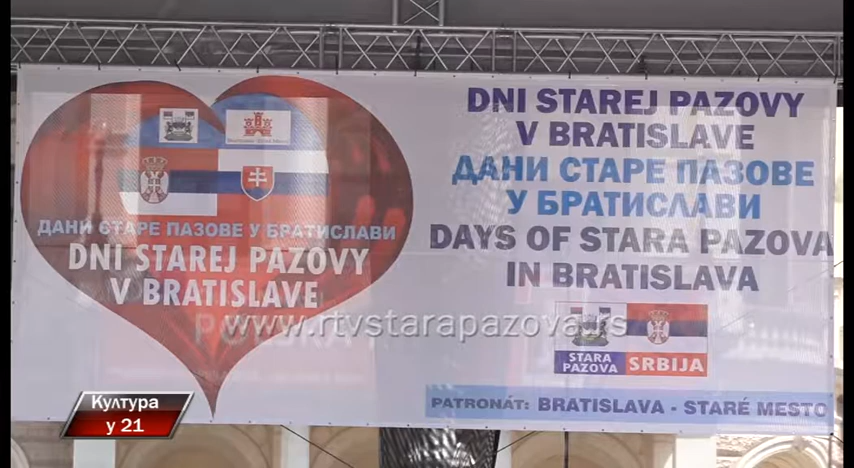 ДАНИ СТАРЕ ПАЗОВЕ У БРАТИСЛАВИ
DNI STAREJ PAZOVY
V BRATISLAVE
DNI STAREJ PAZOVY
V BRATISLAVE
ДАНИ СТАРЕ ПАЗОВЕ
У БРАТИСЛАВИ
DAYS OF STARA PAZOVA
IN BRATISLAVA
www.rtvstarapazova.rs
STARA
PAZOVA
SRBIJA
PATRONÁT: BRATISLAVA - STARÉ MESTO
Култура
у 21